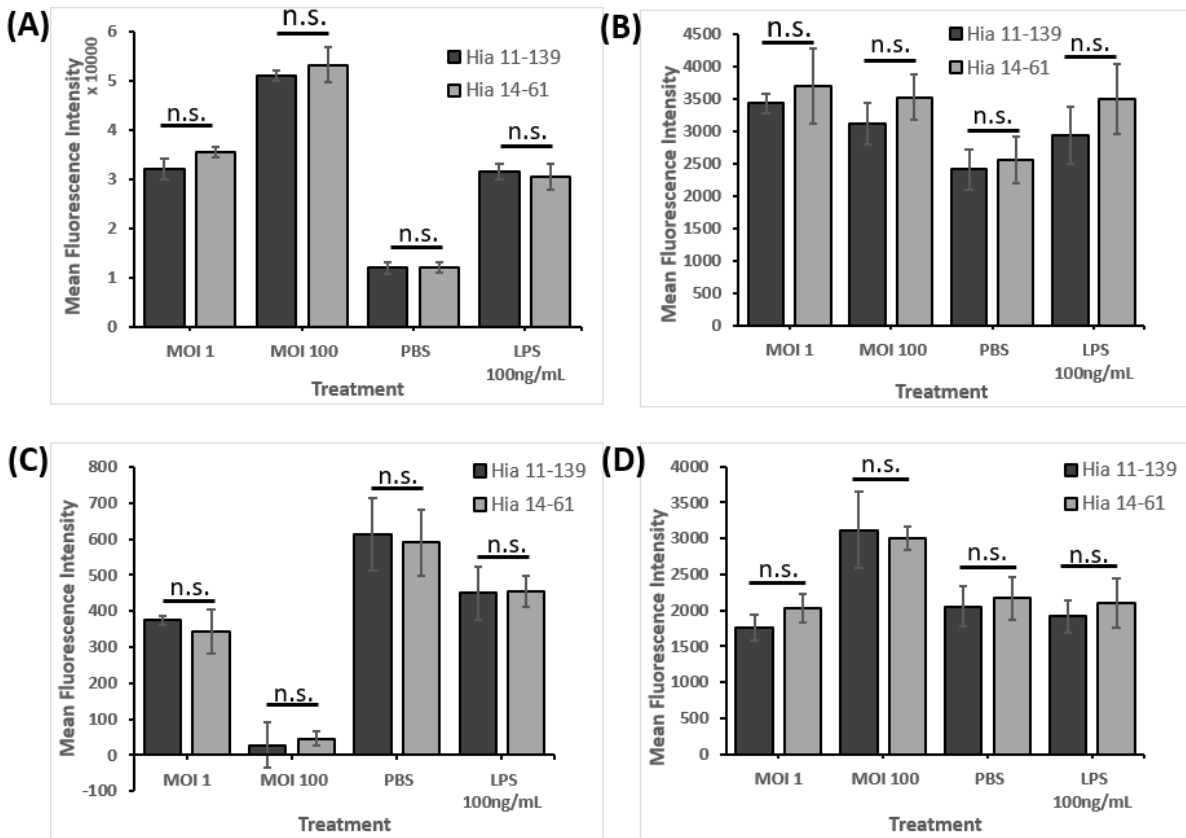 (A)
n.s.
Hia 11-139
Hia 14-61
n.s.
n.s.
n.s.
Mean Fluorescence Intensity
x 10000
6
5
4
3
2
1
0
MOI 1 MOI 100 PBS LPS
100ng/mL
Treatment
(B)
n.s.
n.s.
n.s.
n.s.
Hia 11-139
Hia 14-61
Mean Fluorescence Intensity
4500
4000
3500
3000
2500
2000
1500
1000
500
0
MOI 1 MOI 100 PBS LPS
100ng/mL
Treatment
(C)
n.s.
n.s.
n.s.
n.s.
Hia 11-139
Hia 14-61
Mean Fluorescence Intensity
800
700
600
500
400
300
200
100
0
-100
MOI 1 MOI 100 PBS LPS
100ng/mL
Treatment
(D)
n.s.
n.s.
n.s.
n.s.
Hia 11-139
Hia 14-61
Mean Fluorescence Intensity
4000
3500
3000
2500
2000
1500
1000
500
0
MOI 1 MOI 100 PBS LPS
100ng/mL
Treatment